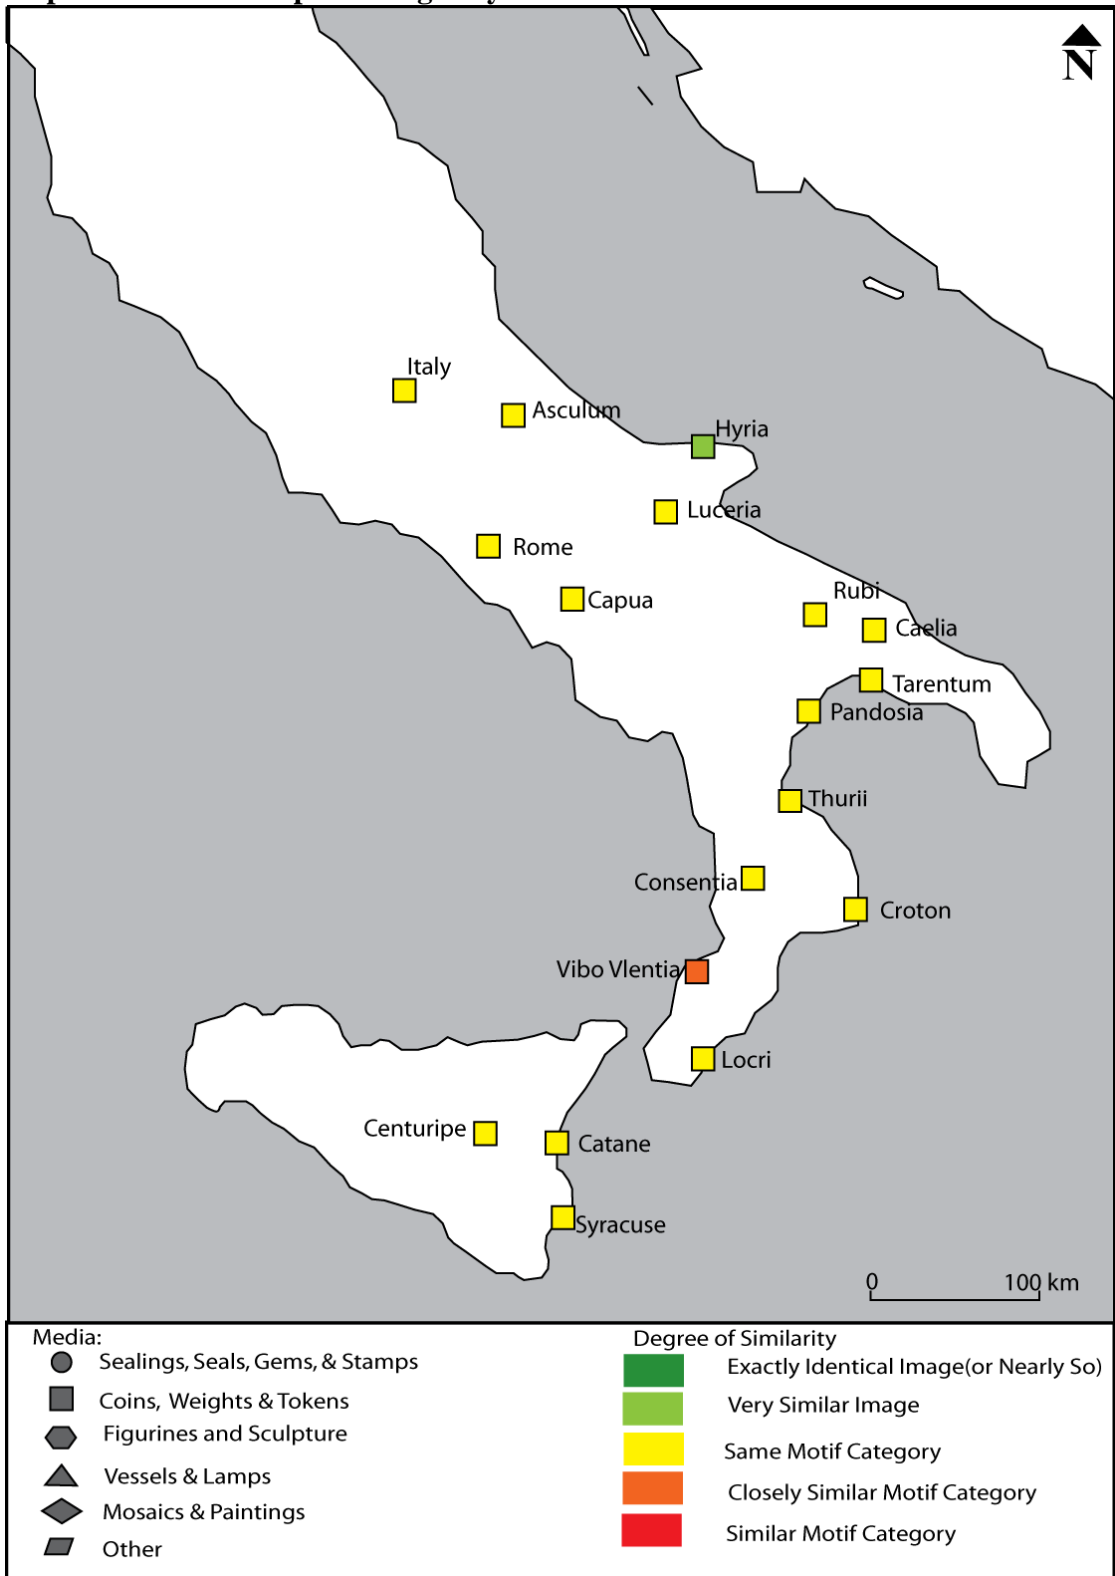 N
Italy
Asculum
Hyria
Luceria
Rome
Capua
Rubi
Caelia
Tarentum
Pandosia
Thurii
Consentia
Croton
Vibo Vlentia
Locri
Centuripe
Catane
Syracuse
0 100 km
Media:
Sealings, Seals, Gems, & Stamps
Coins, Weights & Tokens
Figurines and Sculpture
Vessels & Lamps
Mosaics & Paintings
Other
Degree of Similarity
Exactly Identical Image(or Nearly So)
Very Similar Image
Same Motif Category
Closely Similar Motif Category
Similar Motif Category